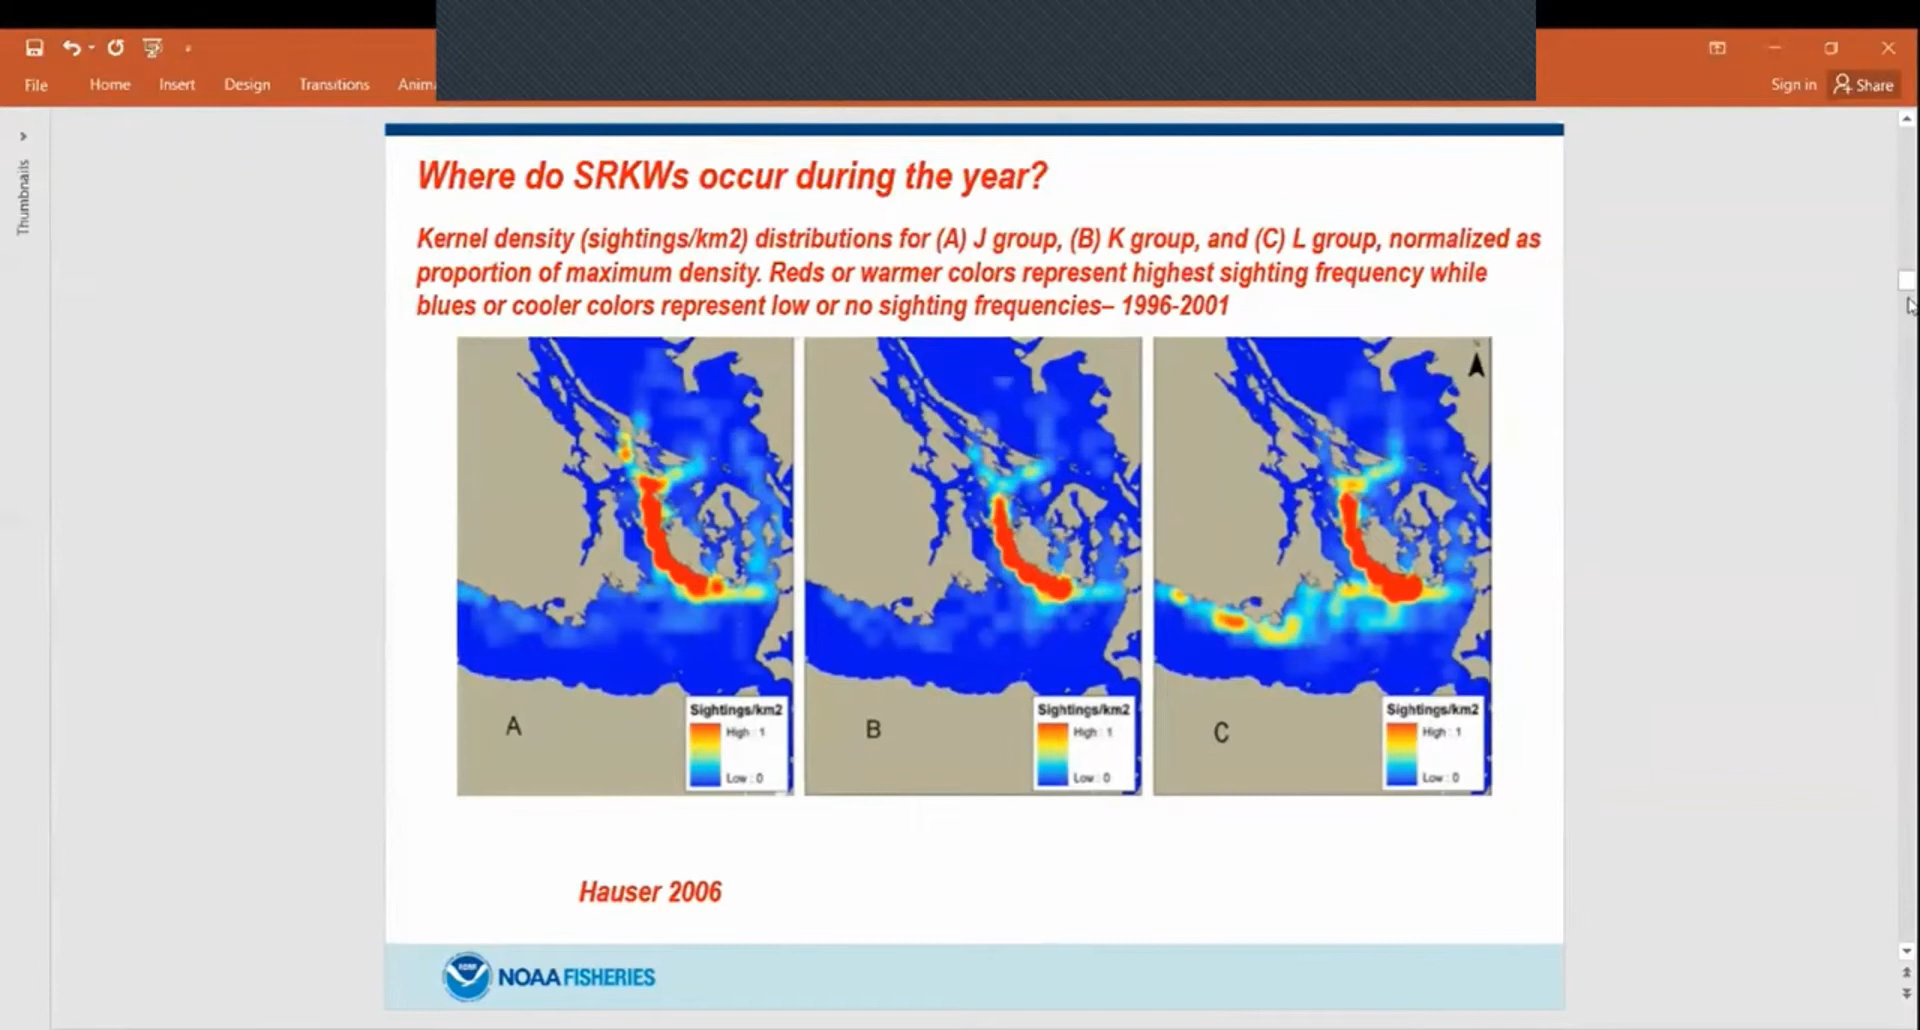 File Home Insert Design Transitions Anim
Sign in Share
Thumbnails
Where do SRKWs occur during the year?
Kernel density (sightings/km2) distributions for (A) J group, (B) K group, and (C) L group, normalized as
proportion of maximum density. Reds or warmer colors represent highest sighting frequency while
blues or cooler colors represent low or no sighting frequencies– 1996-2001
A
Sightings/km2
High : 1
Low : 0
B
Sightings/km2
High : 1
Low : 0
C
Sightings/km2
High : 1
Low : 0
Hauser 2006
NOAA FISHERIES